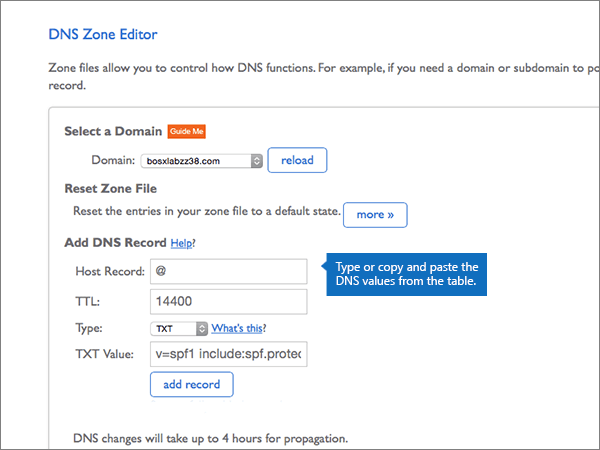 DNS Zone Editor
Zone files allow you to control how DNS functions. For example, if you need a domain or subdomain to po
record.
Select a Domain Guide Me
Domain: bosxlabzz38.com reload
Reset Zone File
Reset the entries in your zone file to a default state. more »
Add DNS Record Help?
Host Record: @
Type or copy and paste the
DNS values from the table.
TTL: 14400
Type: TXT What's this?
TXT Value: v=spf1 include:spf.protec
add record
DNS changes will take up to 4 hours for propagation.